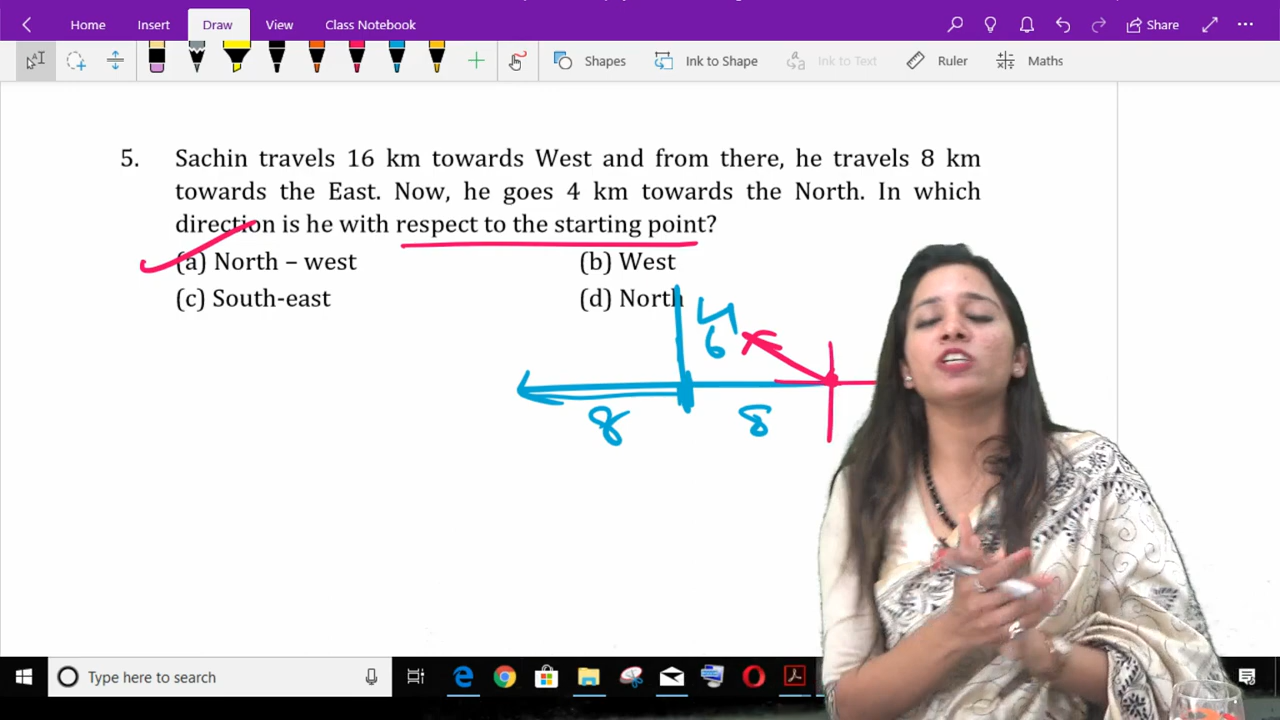 Home Insert Draw View Class Notebook Share
Shapes Ink to Shape Ink to Text Ruler Maths
5. Sachin travels 16 km towards West and from there, he travels 8 km
towards the East. Now, he goes 4 km towards the North. In which
direction is he with respect to the starting point?
(a) North – west (b) West
(c) South-east (d) North
4
6
8 8
Type here to search